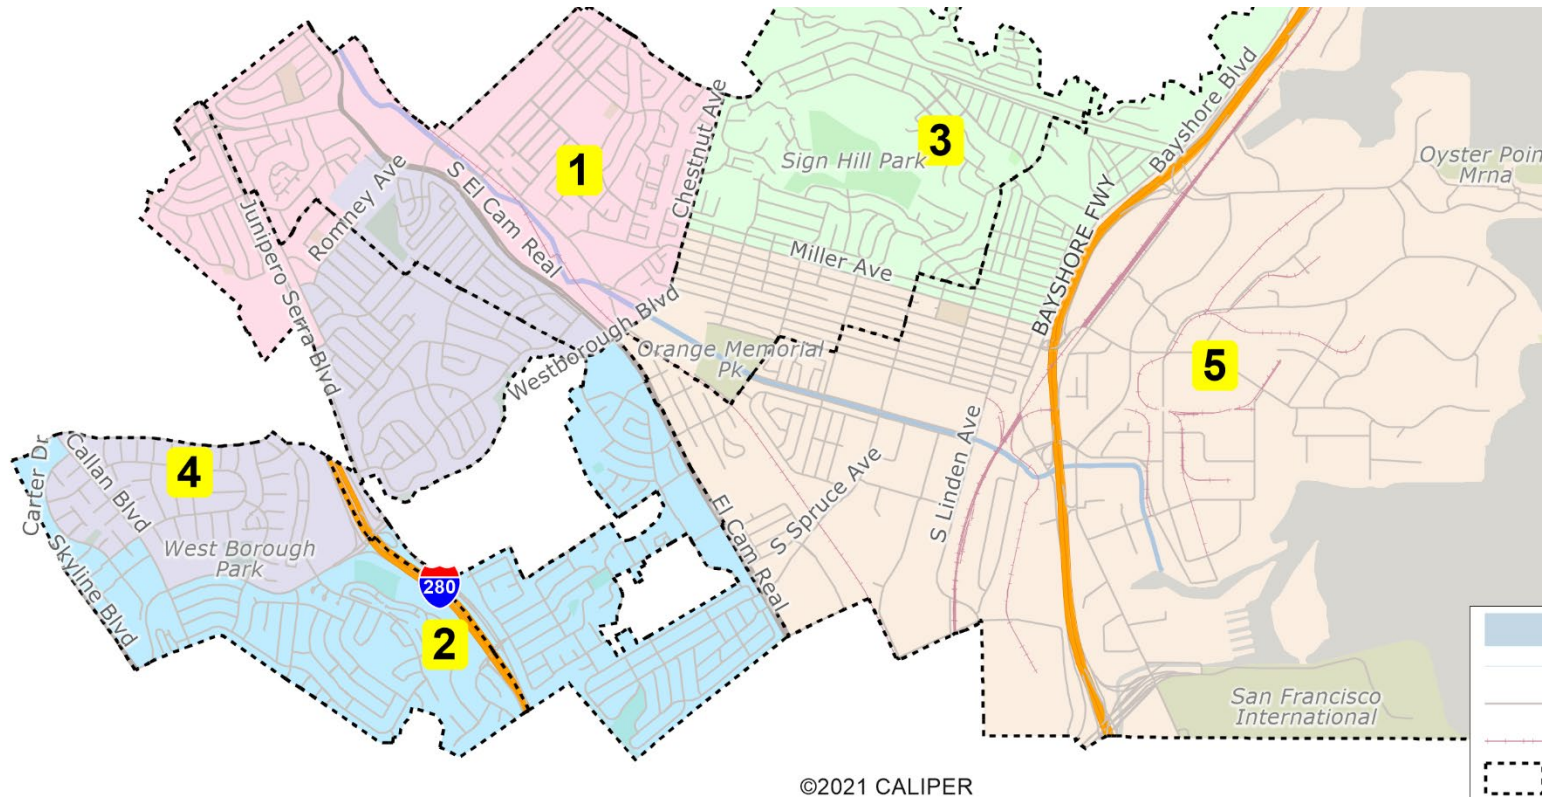 1
3
Sign Hill Park
Chestnut Ave
Bayshore Blvd
Oyster Poin
Mrna
S El Cam Real
Romney Ave
Junipero Serra Blvd
Miller Ave
BAYSHORE FWY
Westborough Blvd
Orange Memorial
Pk
5
4
Carter Dr
Callan Blvd
Skyline Blvd
West Borough
Park
280
2
El Cam Real
S Spruce Ave
S Linden Ave
San Francisco
International
©2021 CALIPER